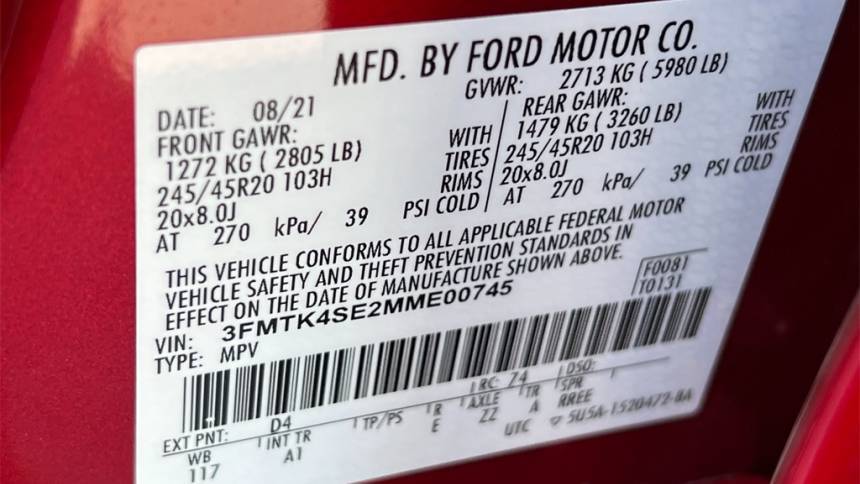 MFD. BY FORD MOTOR CO.
DATE: 08/21 GVWR: 2713 KG ( 5980 LB)
FRONT GAWR: REAR GAWR:
1272 KG ( 2805 LB) WITH 1479 KG ( 3260 LB) WITH
245/45R20 103H TIRES 245/45R20 103H TIRES
20x8.0J RIMS 20x8.0J RIMS
AT 270 kPa/ 39 PSI COLD AT 270 kPa/ 39 PSI COLD
THIS VEHICLE CONFORMS TO ALL APPLICABLE FEDERAL MOTOR
VEHICLE SAFETY AND THEFT PREVENTION STANDARDS IN
EFFECT ON THE DATE OF MANUFACTURE SHOWN ABOVE.
VIN: 3FMTK4SE2MME00745 F0081
TYPE: MPV T0131
EXT PNT: D4 RC: 74 DSO:
WB INT TR TP/PS R AXLE TR SPR
117 A1 E ZZ A RREE
UTC ▽ 5U5A-1520472-BA